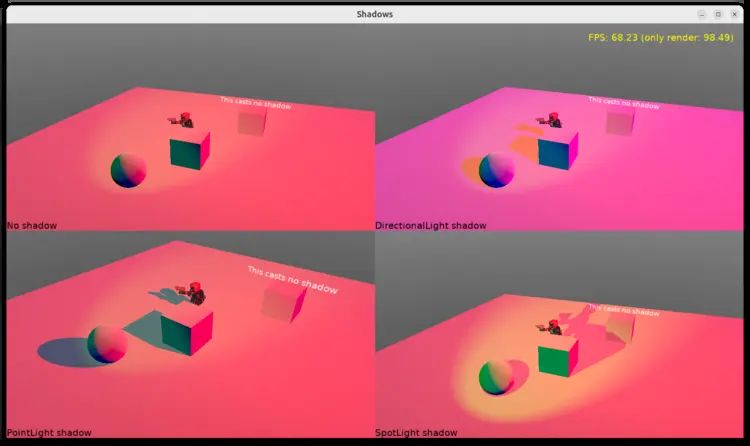 Shadows
FPS: 68.23 (only render: 98.49)
This casts no shadow
This casts no shadow
No shadow
DirectionalLight shadow
This casts no shadow
This casts no shadow
PointLight shadow
SpotLight shadow